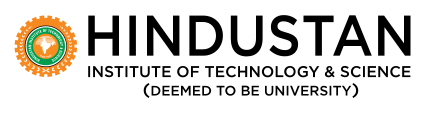 HINDUSTAN
INSTITUTE OF TECHNOLOGY & SCIENCE
(DEEMED TO BE UNIVERSITY)